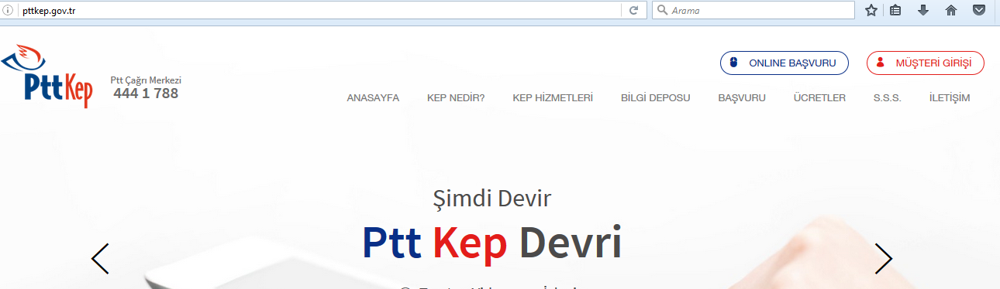 pttkep.gov.tr
Arama
PttKep
Ptt Çağrı Merkezi
444 1 788
ONLINE BAŞVURU
MÜŞTERİ GİRİŞİ
ANASAYFA KEP NEDİR? KEP HİZMETLERİ BİLGİ DEPOSU BAŞVURU ÜCRETLER S.S.S. İLETİŞİM
Şimdi Devir
Ptt Kep Devri